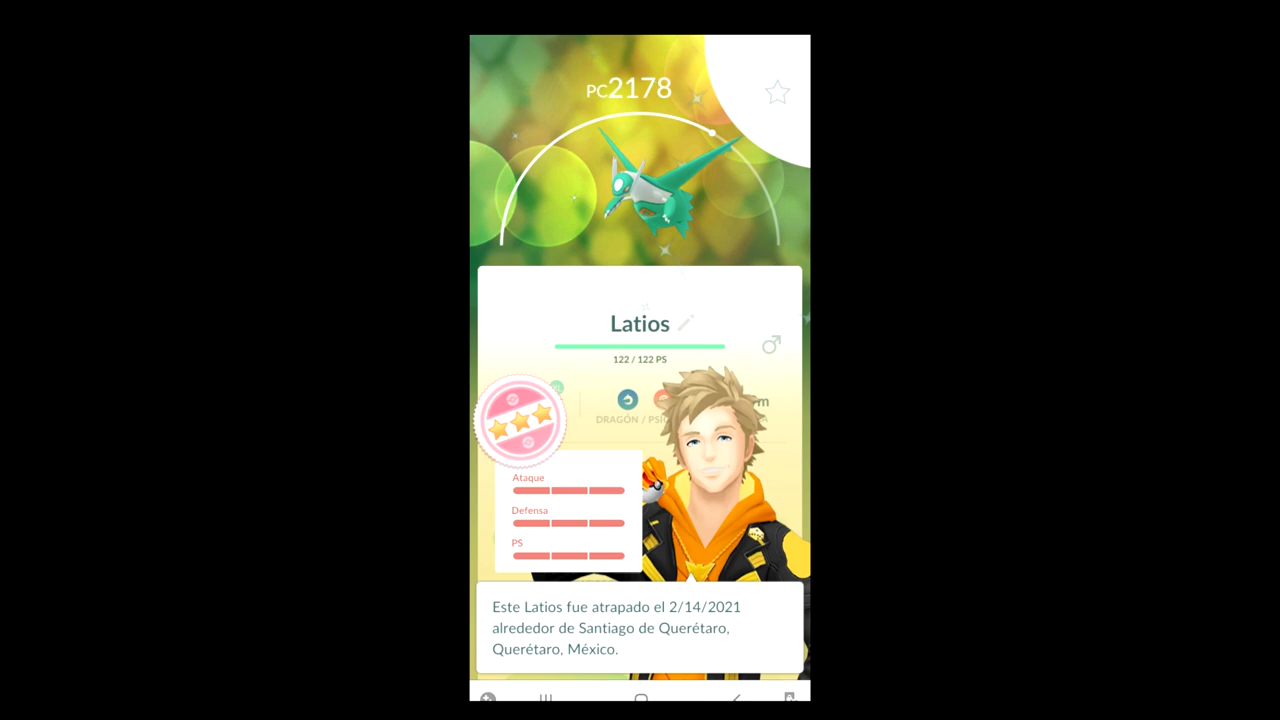 PC2178
Latios
122 / 122 PS
DRAGÓN / PSÍ
m
Ataque
Defensa
PS
Este Latios fue atrapado el 2/14/2021
alrededor de Santiago de Querétaro,
Querétaro, México.